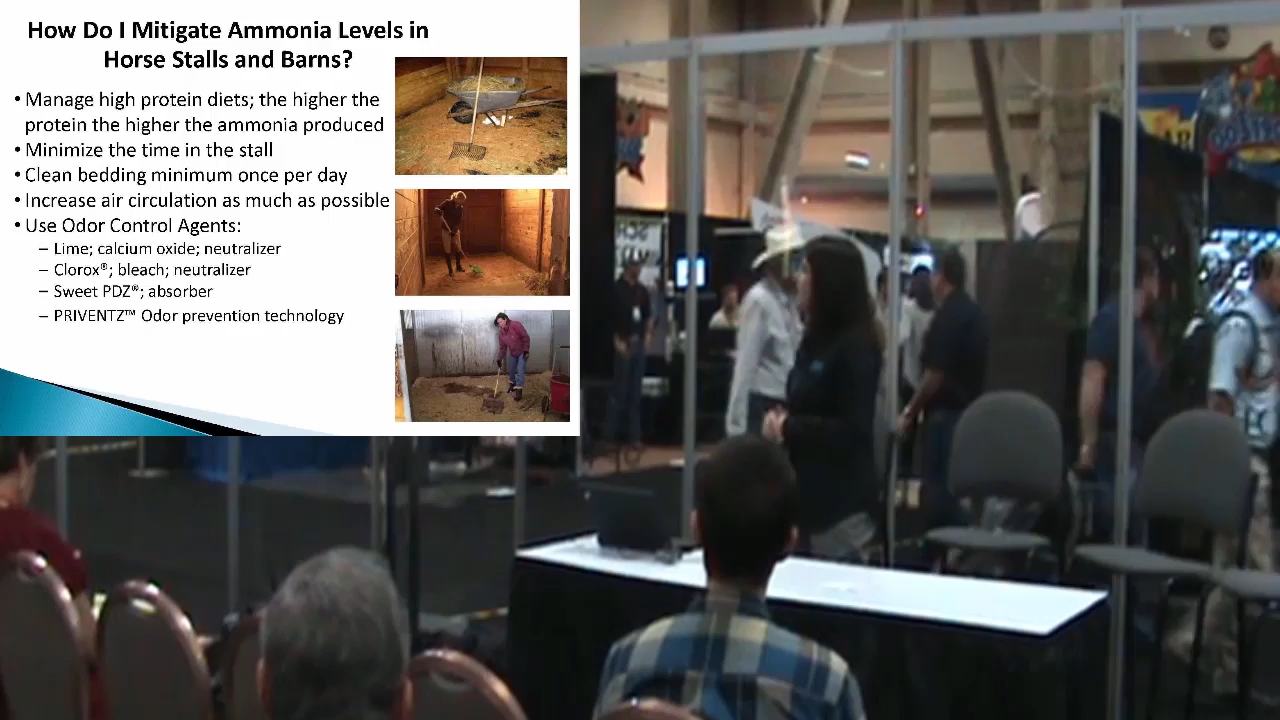 How Do I Mitigate Ammonia Levels in
Horse Stalls and Barns?
• Manage high protein diets; the higher the
protein the higher the ammonia produced
• Minimize the time in the stall
• Clean bedding minimum once per day
• Increase air circulation as much as possible
• Use Odor Control Agents:
– Lime; calcium oxide; neutralizer
– Clorox®; bleach; neutralizer
– Sweet PDZ®; absorber
– PRIVENTZ™ Odor prevention technology